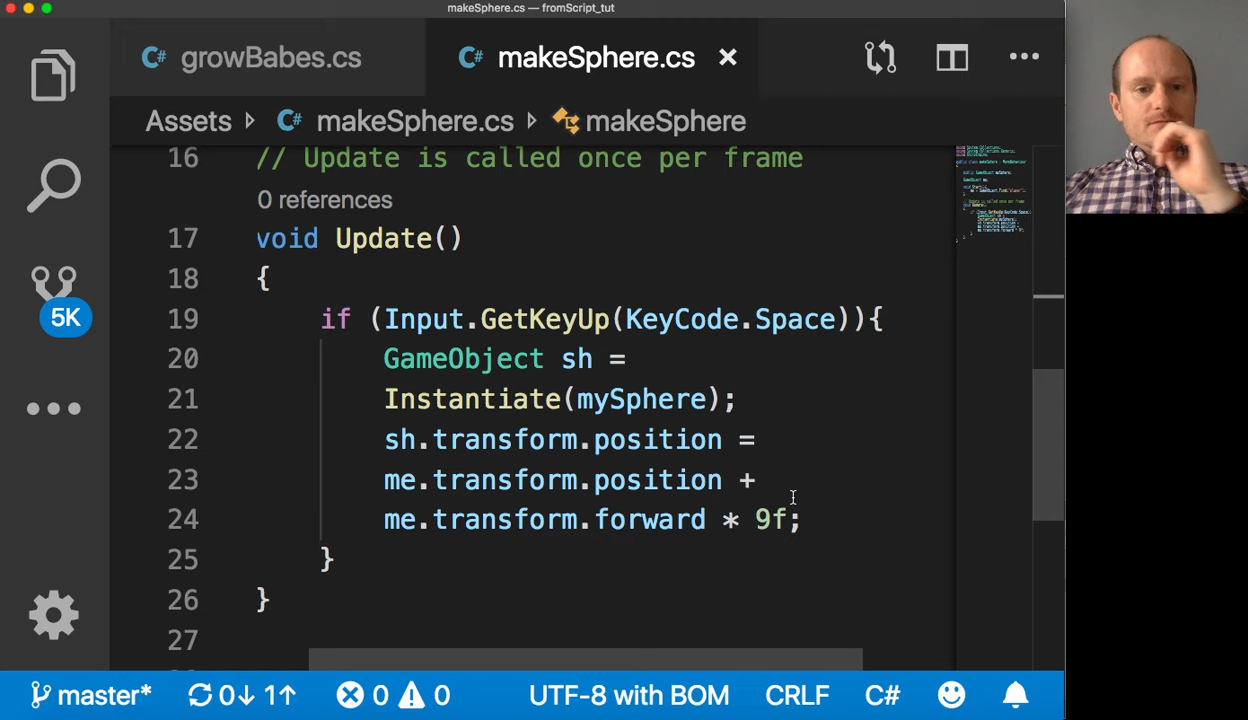 makeSphere.cs — fromScript_tut
C# growBabes.cs
C# makeSphere.cs
Assets C# makeSphere.cs makeSphere
16 // Update is called once per frame
0 references
17 void Update()
18 {
19 if (Input.GetKeyUp(KeyCode.Space)){
20 GameObject sh =
21 Instantiate(mySphere);
22 sh.transform.position =
23 me.transform.position +
24 me.transform.forward * 9f;
25 }
26 }
27
5K
master* 0↓ 1↑ 0 0 UTF-8 with BOM CRLF C#